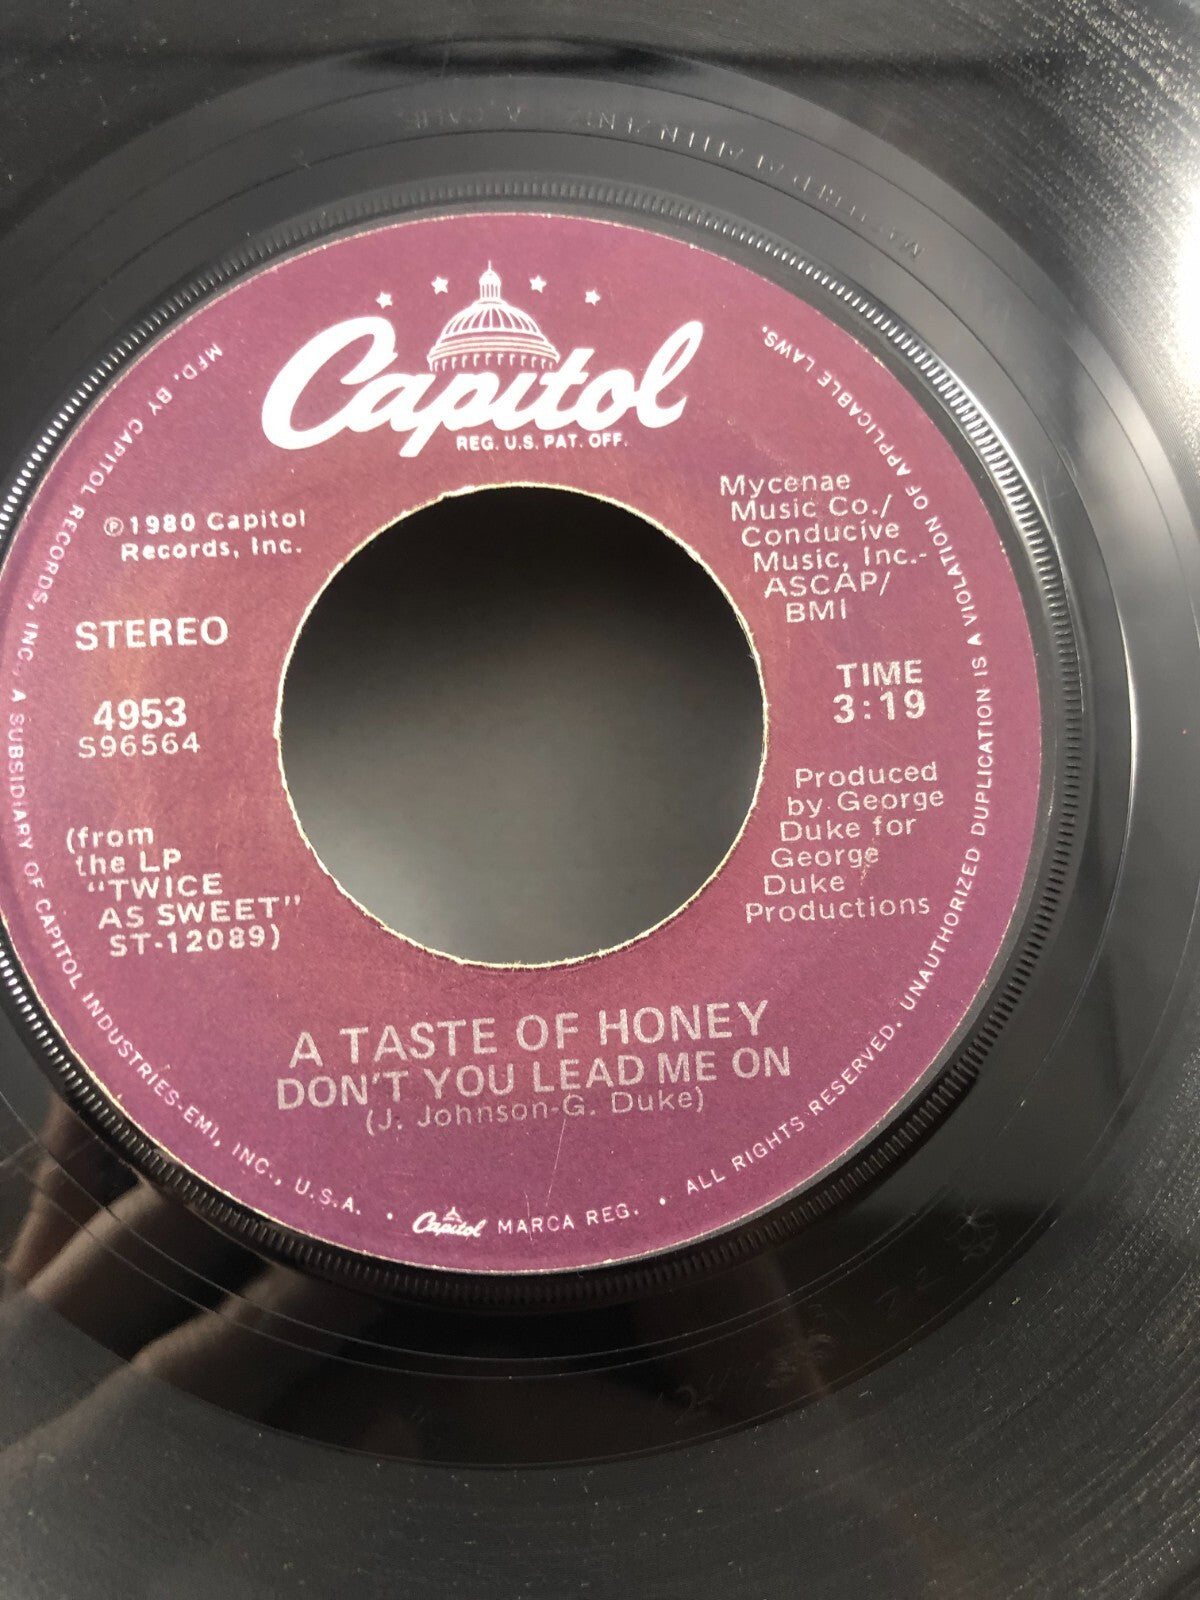 Capitol
REG. U.S. PAT. OFF.
℗1980 Capitol
Records, Inc.
STEREO
4953
S96564
(from
the LP
"TWICE
AS SWEET"
ST-12089)
Mycenae
Music Co./
Conducive
Music, Inc.-
ASCAP/
BMI
TIME
3:19
Produced
by George
Duke for
George
Duke
Productions
A TASTE OF HONEY
DON'T YOU LEAD ME ON
(J. Johnson-G. Duke)
MFD. BY CAPITOL RECORDS, INC., A SUBSIDIARY OF CAPITOL INDUSTRIES-EMI, INC., U.S.A. • Capitol MARCA REG. • ALL RIGHTS RESERVED. UNAUTHORIZED DUPLICATION IS A VIOLATION OF APPLICABLE LAWS.